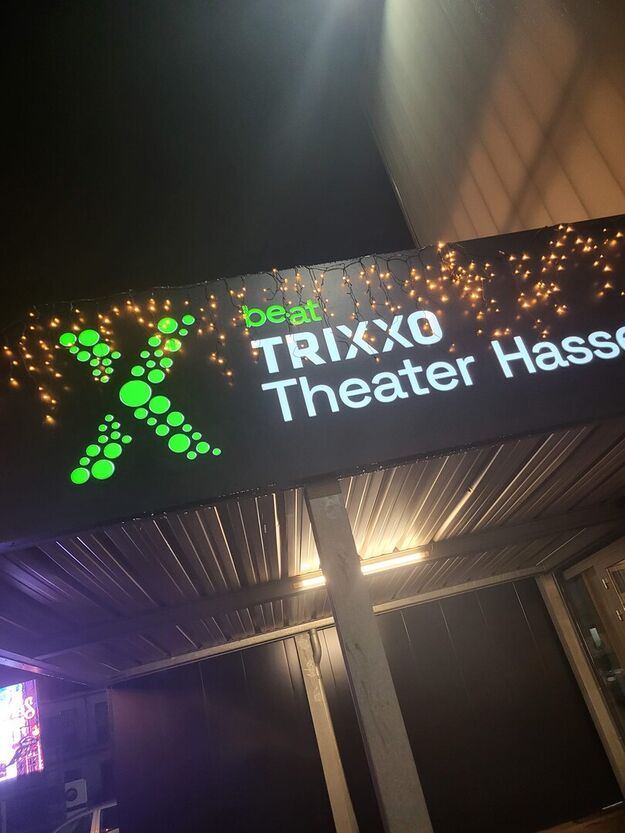 be•at
TRIXXO
Theater Hasse